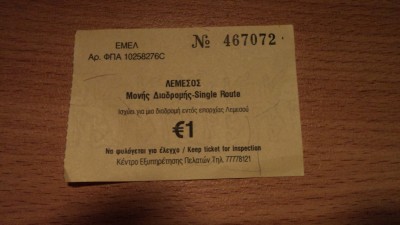 ΕΜΕΛ
Αρ. ΦΠΑ 10258276C
№ 467072
ΛΕΜΕΣΟΣ
Μονής Διαδρομής-Single Route
Ισχύει για μια διαδρομή εκτός επαρχίας Λεμεσού
€1
Να φυλάγεται για έλεγχο / Keep ticket for inspection
Κέντρο Εξυπηρέτησης Πελατών Τηλ. 77778121